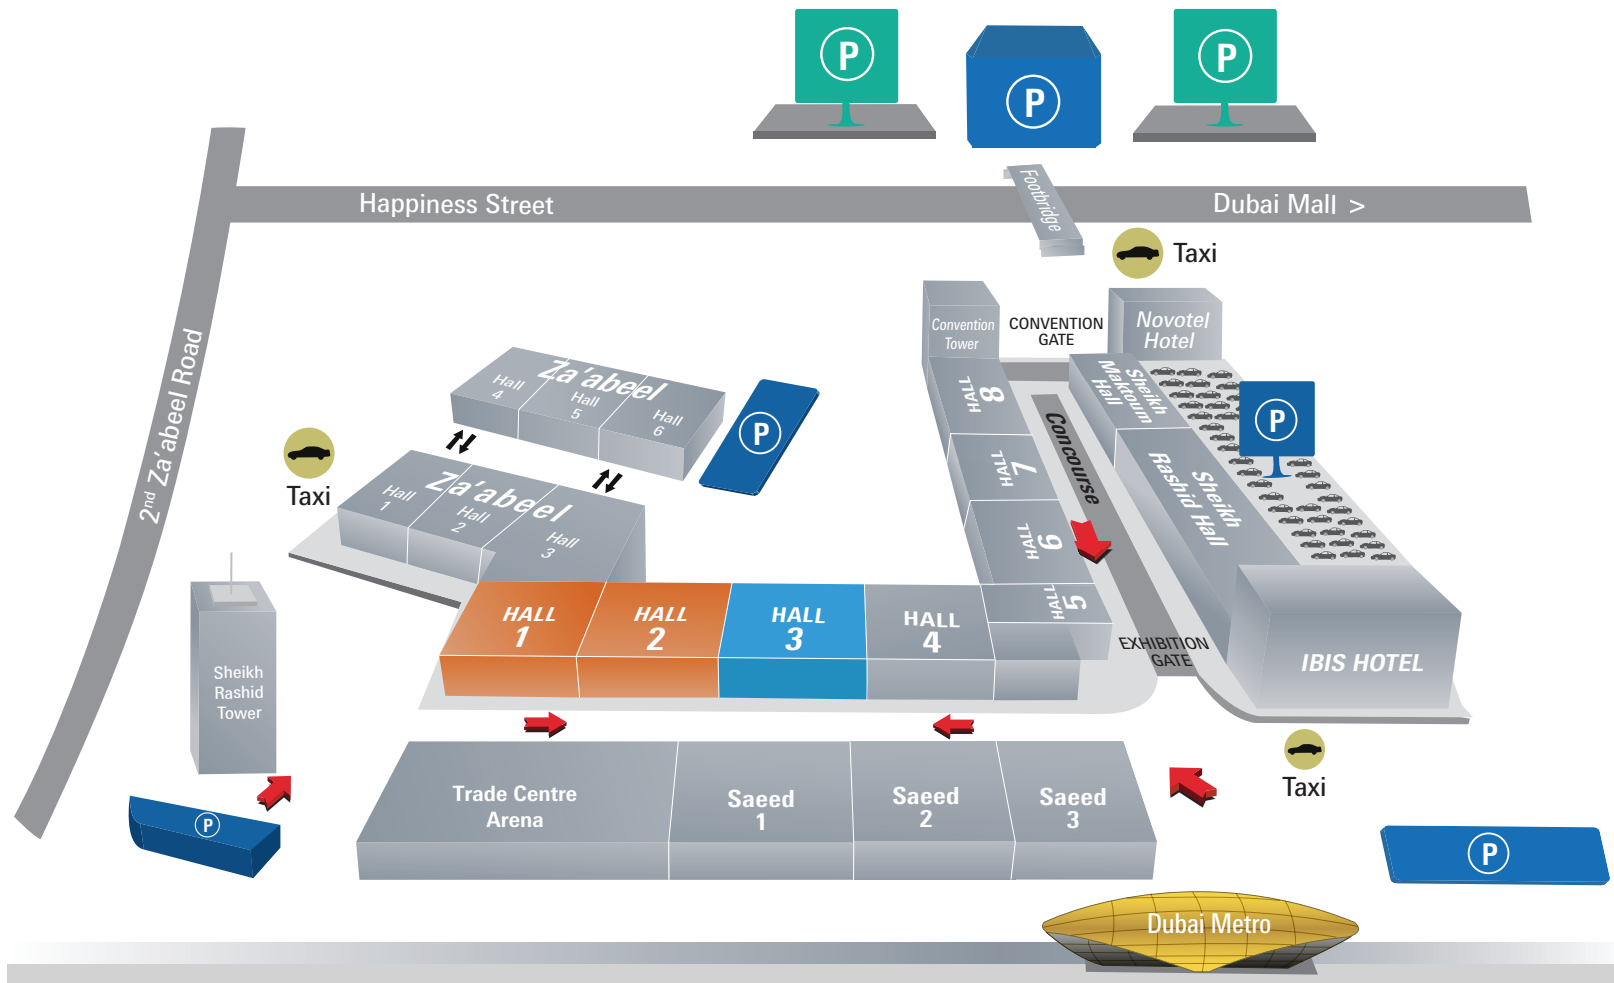 P
P
P
Footbridge
Happiness Street
Dubai Mall >
Taxi
2nd Za'abeel Road
Convention
Tower
CONVENTION
GATE
Novotel
Hotel
Za'abeel
Hall
4
Hall
5
Hall
6
P
HALL
8
Concourse
Sheikh
Maktoum
Hall
P
Taxi
Za'abeel
Hall
1
Hall
2
Hall
3
HALL
7
Sheikh
Rashid Hall
HALL
6
HALL
5
HALL
1
HALL
2
HALL
3
HALL
4
EXHIBITION
GATE
IBIS HOTEL
Sheikh
Rashid
Tower
Taxi
P
Trade Centre
Arena
Saeed
1
Saeed
2
Saeed
3
P
Dubai Metro